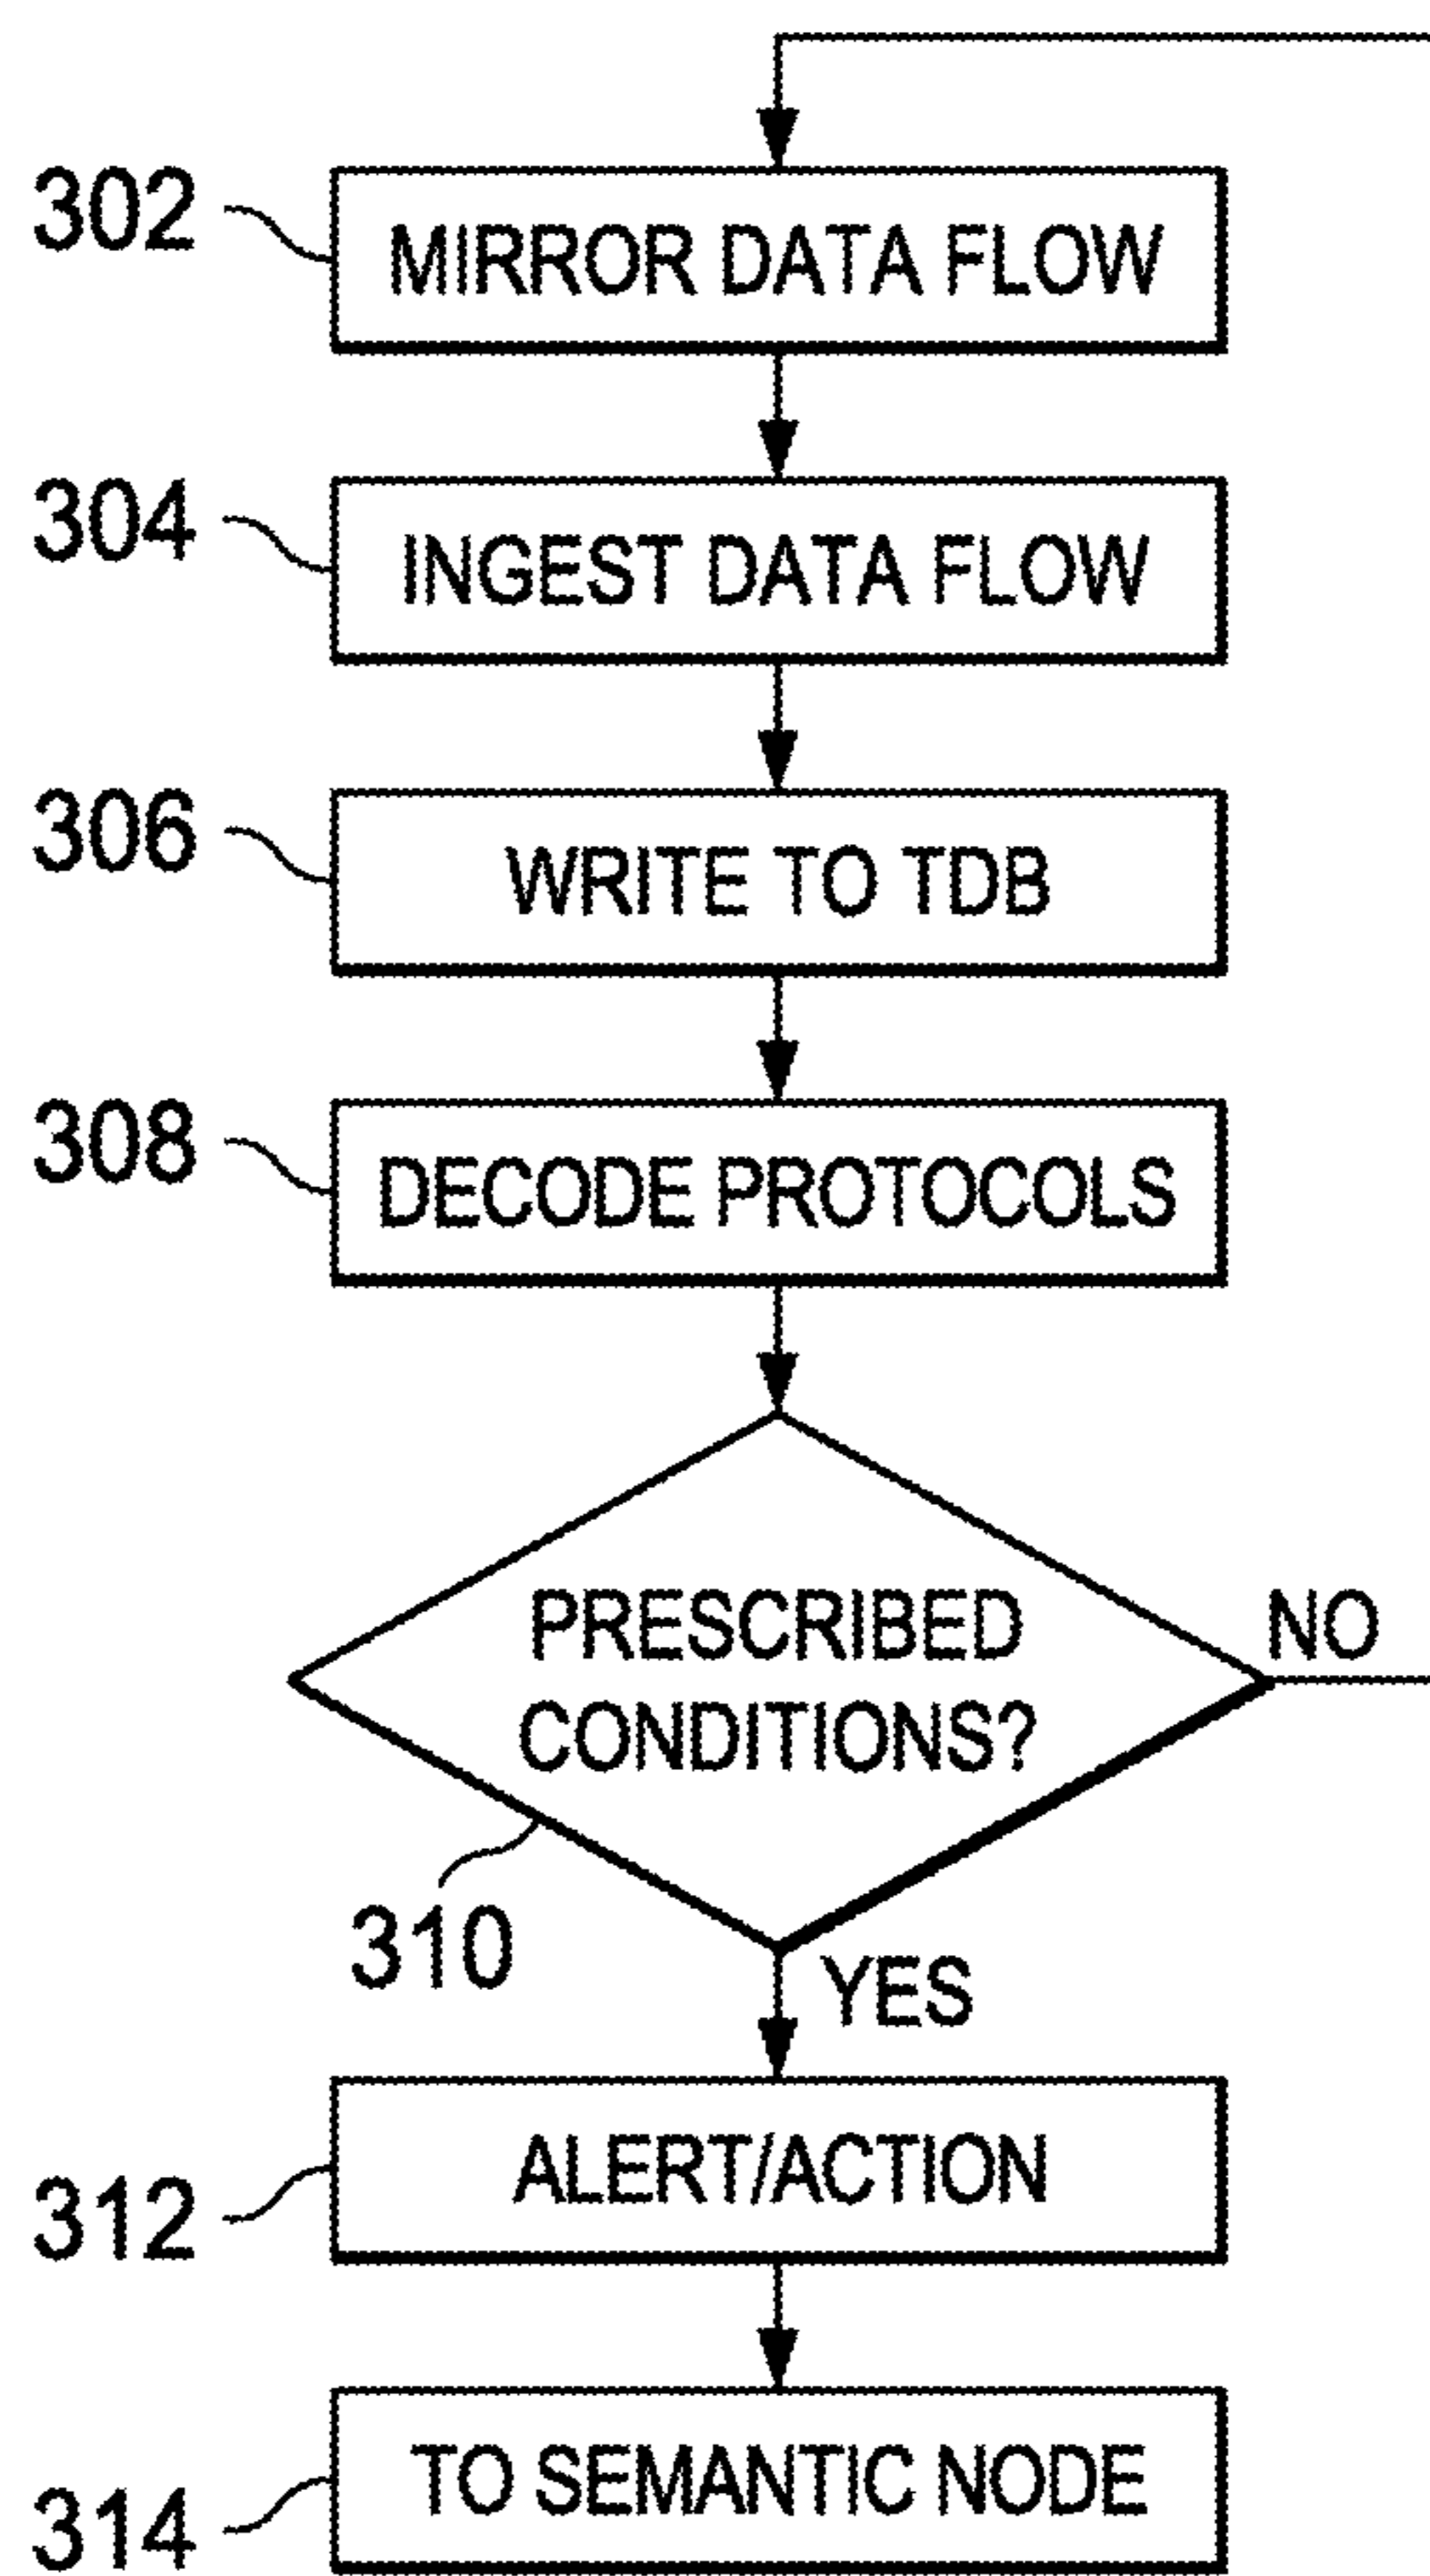 302
MIRROR DATA FLOW
304
INGEST DATA FLOW
306
WRITE TO TDB
308
DECODE PROTOCOLS
PRESCRIBED
CONDITIONS?
NO
310
YES
312
ALERT/ACTION
314
TO SEMANTIC NODE